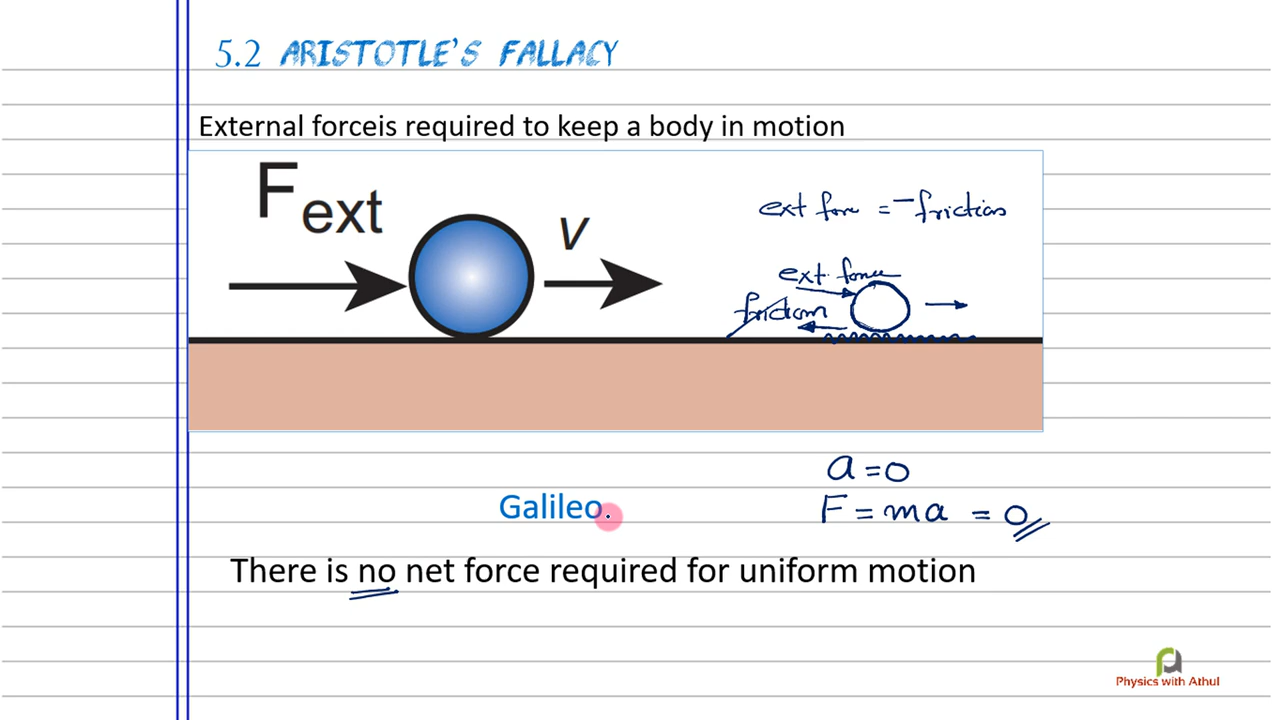 5.2 ARISTOTLE'S FALLACY
External forceis required to keep a body in motion
F ext
v
ext force = -friction
ext. force
friction
a = 0
Galileo.
F = ma = 0
There is no net force required for uniform motion
Physics with Athul